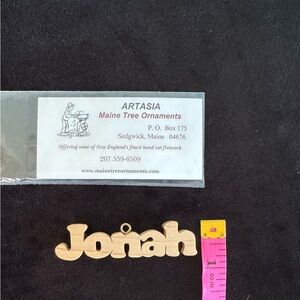 ARTASIA
Maine Tree Ornaments
P. O. Box 175
Sedgwick, Maine . 04676
Offering some of New England's finest hand cut fretwork
207 359-6509
www.mainetreeornaments.com
Jonah
1